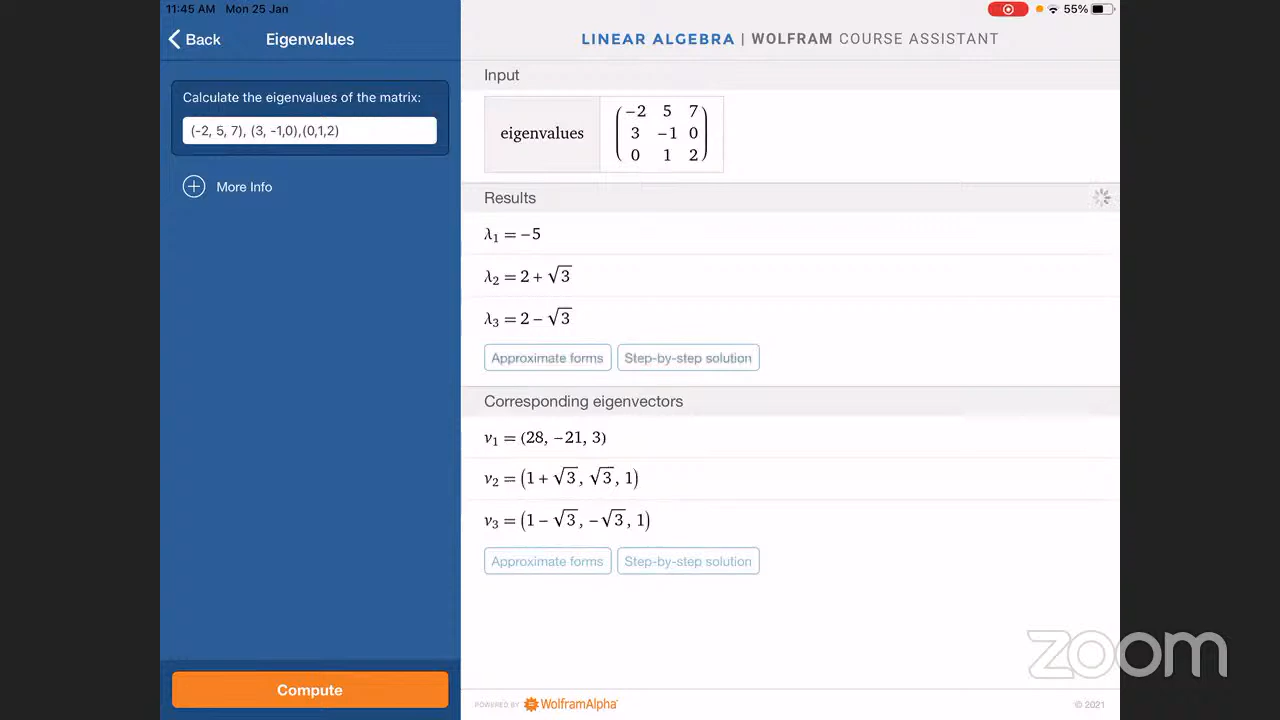 11:45 AM Mon 25 Jan
55%
Back
Eigenvalues
LINEAR ALGEBRA | WOLFRAM COURSE ASSISTANT
Calculate the eigenvalues of the matrix:
(-2, 5, 7), (3, -1,0),(0,1,2)
More Info
Input
eigenvalues
−2 5 7
3 −1 0
0 1 2
Results
λ1 = −5
λ2 = 2 + √3
λ3 = 2 − √3
Approximate forms
Step-by-step solution
Corresponding eigenvectors
v1 = (28, −21, 3)
v2 = (1 + √3, √3, 1)
v3 = (1 − √3, −√3, 1)
Approximate forms
Step-by-step solution
Compute
POWERED BY WolframAlpha
© 2021
zoom